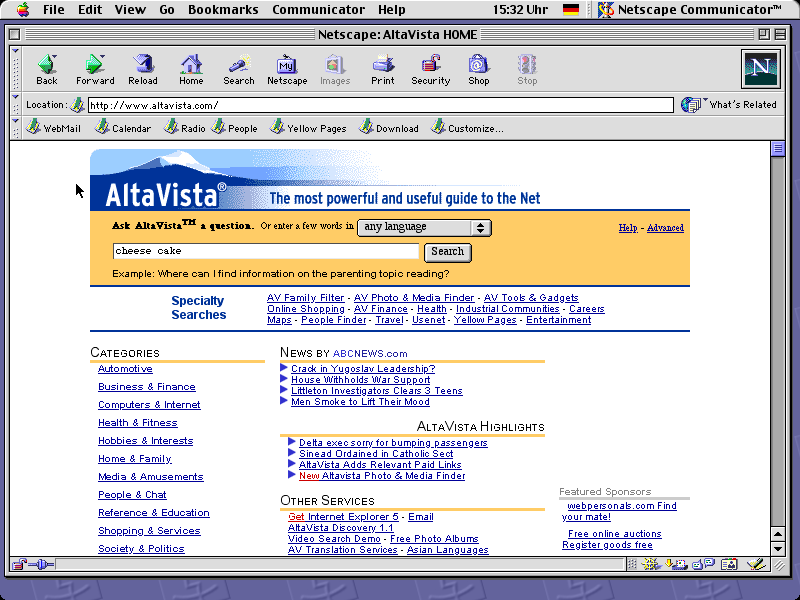 File Edit View Go Bookmarks Communicator Help 15:32 Uhr Netscape Communicator™
Netscape: AltaVista HOME
Back Forward Reload Home Search Netscape Images Print Security Shop Stop
My
N
Location: http://www.altavista.com/ What's Related
WebMail Calendar Radio People Yellow Pages Download Customize...
AltaVista® The most powerful and useful guide to the Net
Ask AltaVista™ a question. Or enter a few words in any language Help - Advanced
cheese cake Search
Example: Where can I find information on the parenting topic reading?
Specialty Searches
AV Family Filter - AV Photo & Media Finder - AV Tools & Gadgets
Online Shopping - AV Finance - Health - Industrial Communities - Careers
Maps - People Finder - Travel - Usenet - Yellow Pages - Entertainment
CATEGORIES
Automotive
Business & Finance
Computers & Internet
Health & Fitness
Hobbies & Interests
Home & Family
Media & Amusements
People & Chat
Reference & Education
Shopping & Services
Society & Politics
NEWS BY ABCNEWS.com
Crack in Yugoslav Leadership?
House Withholds War Support
Littleton Investigators Clears 3 Teens
Men Smoke to Lift Their Mood
ALTAVISTA HIGHLIGHTS
Delta exec sorry for bumping passengers
Sinead Ordained in Catholic Sect
AltaVista Adds Relevant Paid Links
New Altavista Photo & Media Finder
OTHER SERVICES
Get Internet Explorer 5 - Email
AltaVista Discovery 1.1
Video Search Demo - Free Photo Albums
AV Translation Services - Asian Languages
Featured Sponsors
webpersonals.com Find
your mate!
Free online auctions
Register goods free